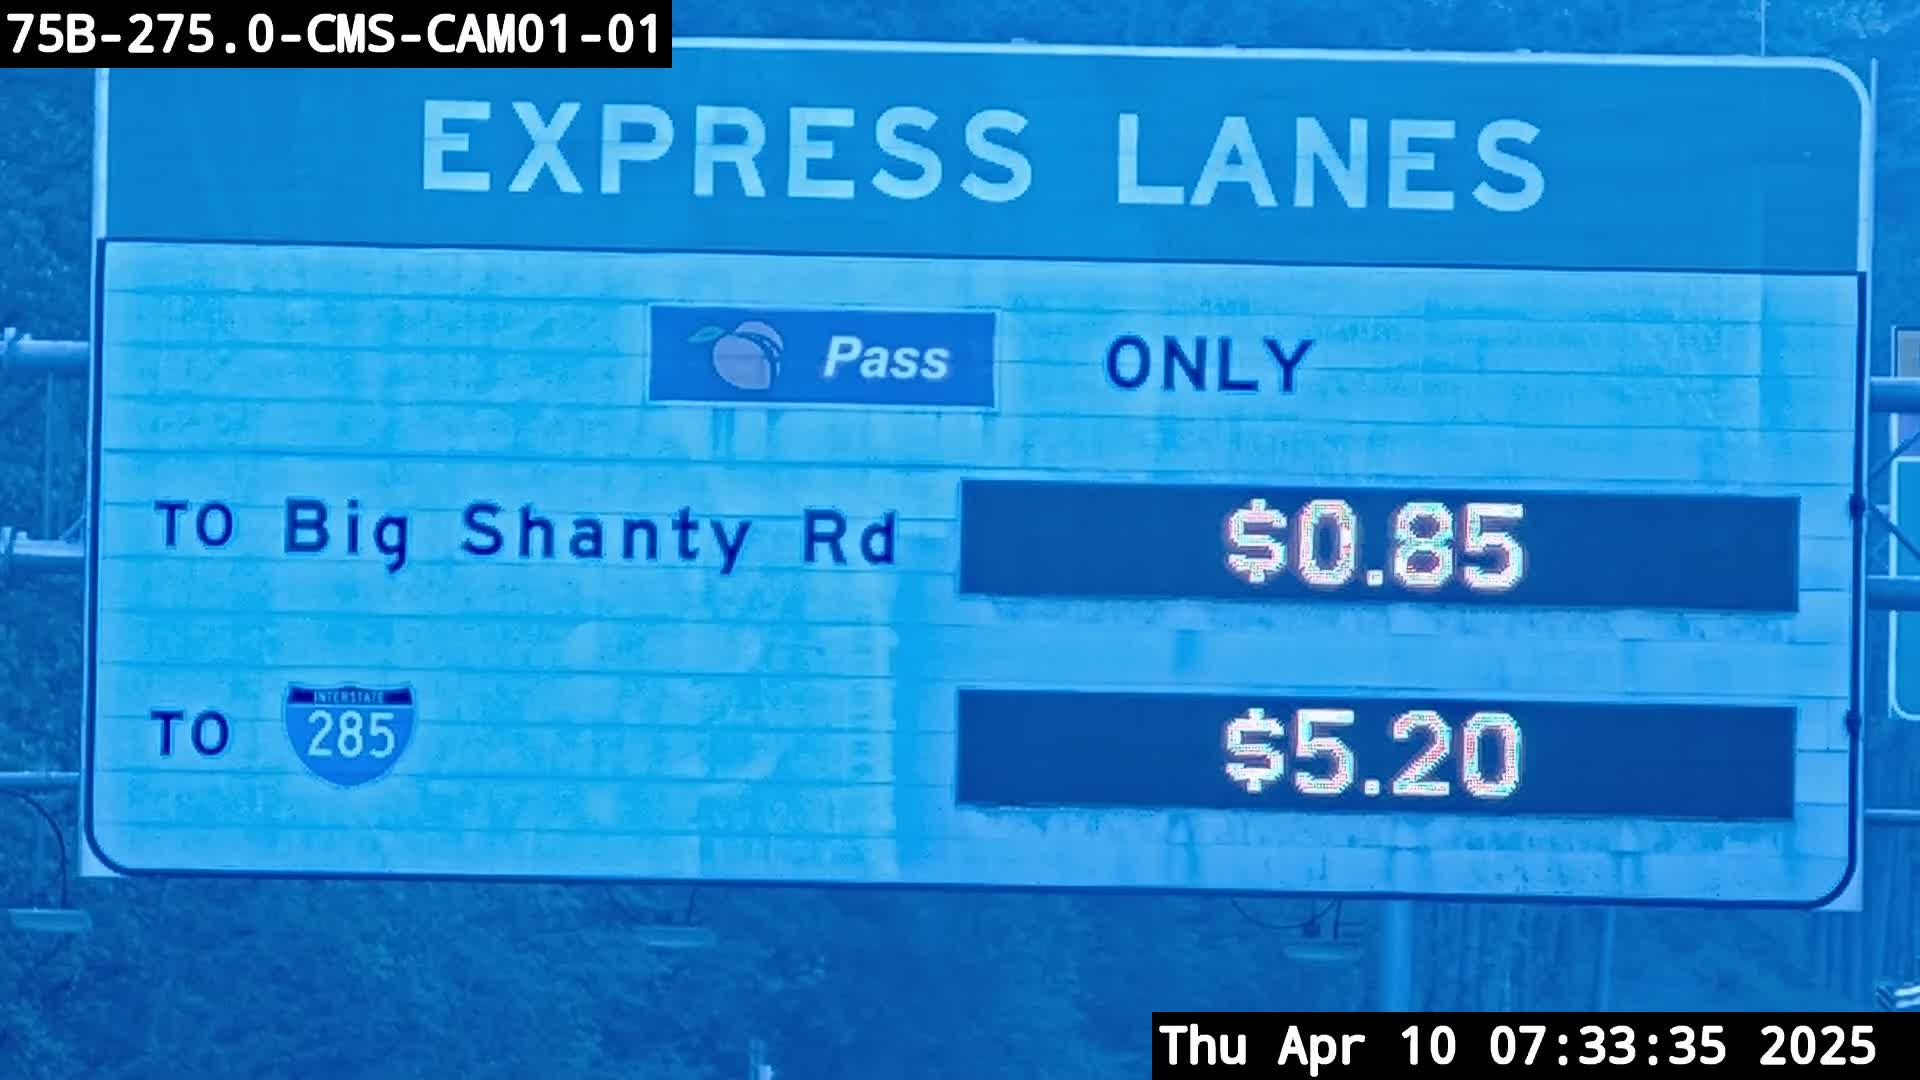 75B-275.0-CMS-CAM01-01
EXPRESS LANES
Pass ONLY
TO Big Shanty Rd $0.85
TO INTERSTATE 285 $5.20
Thu Apr 10 07:33:35 2025